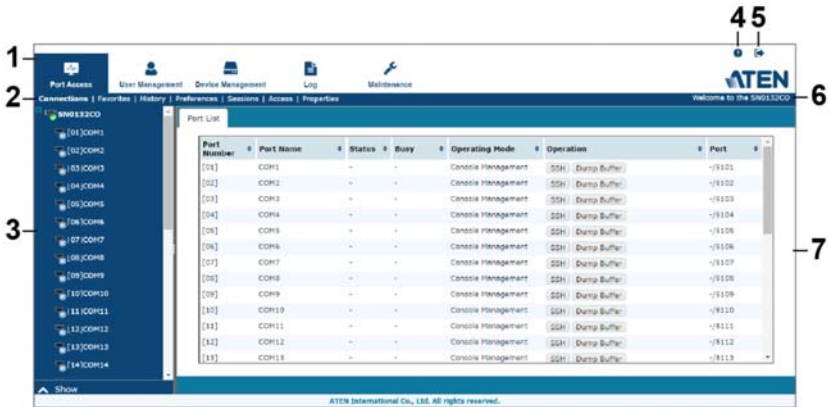 4 5
1
Port Access User Management Device Management Log Maintenance
ATEN
2
Connections | Favorites | History | Preferences | Sessions | Access | Properties
Welcome to the SN0132CO
6
SN0132CO
[01]COM1
[02]COM2
[03]COM3
[04]COM4
[05]COM5
[06]COM6
[07]COM7
[08]COM8
[09]COM9
[10]COM10
[11]COM11
[12]COM12
[13]COM13
[14]COM14
3
Show
Port List
Port Number Port Name Status Busy Operating Mode Operation Port
[01] COM1 - - Console Management SSH Dump Buffer -/5101
[02] COM2 - - Console Management SSH Dump Buffer -/5102
[03] COM3 - - Console Management SSH Dump Buffer -/5103
[04] COM4 - - Console Management SSH Dump Buffer -/5104
[05] COM5 - - Console Management SSH Dump Buffer -/5105
[06] COM6 - - Console Management SSH Dump Buffer -/5106
[07] COM7 - - Console Management SSH Dump Buffer -/5107
[08] COM8 - - Console Management SSH Dump Buffer -/5108
[09] COM9 - - Console Management SSH Dump Buffer -/5109
[10] COM10 - - Console Management SSH Dump Buffer -/5110
[11] COM11 - - Console Management SSH Dump Buffer -/5111
[12] COM12 - - Console Management SSH Dump Buffer -/5112
[13] COM13 - - Console Management SSH Dump Buffer -/5113
7
ATEN International Co., Ltd. All rights reserved.